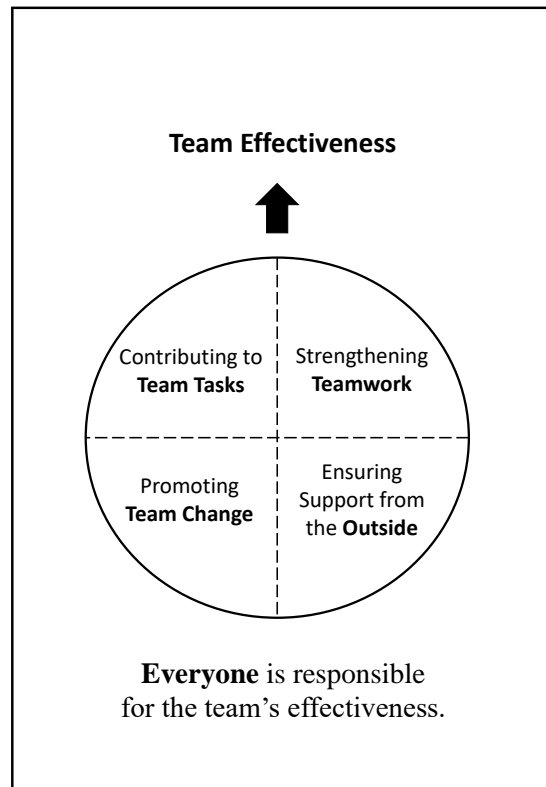 Team Effectiveness
Contributing to
Team Tasks
Strengthening
Teamwork
Promoting
Team Change
Ensuring
Support from
the Outside
Everyone is responsible
for the team’s effectiveness.